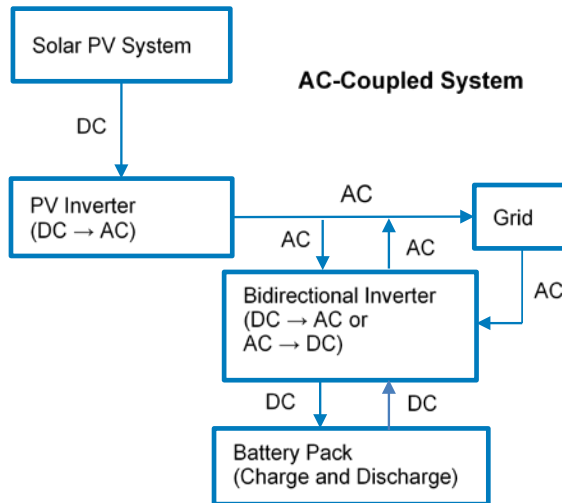 Solar PV System
AC-Coupled System
DC
PV Inverter
(DC → AC)
AC
Grid
AC
AC
AC
Bidirectional Inverter
(DC → AC or
AC → DC)
DC
DC
Battery Pack
(Charge and Discharge)